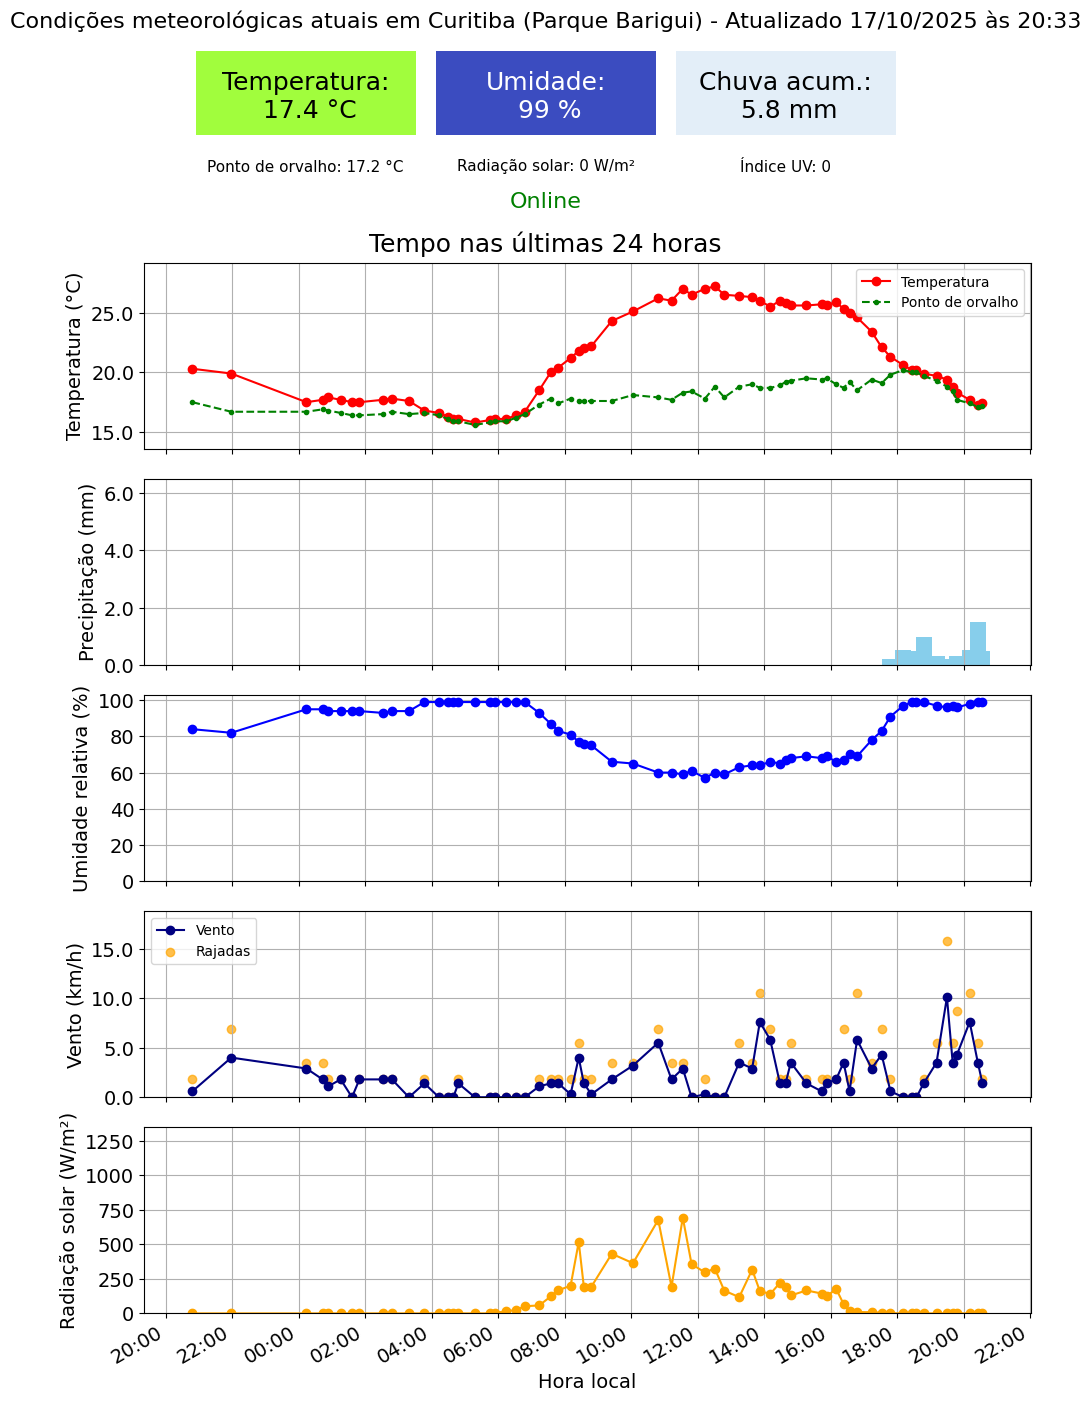 Condições meteorológicas atuais em Curitiba (Parque Barigui) - Atualizado 17/10/2025 às 20:33
Temperatura:
17.4 °C
Umidade:
99 %
Chuva acum.:
5.8 mm
Ponto de orvalho: 17.2 °C
Radiação solar: 0 W/m²
Índice UV: 0
Online
Tempo nas últimas 24 horas
Temperatura (°C)
25.0
20.0
15.0
Temperatura
Ponto de orvalho
Precipitação (mm)
6.0
4.0
2.0
0.0
Umidade relativa (%)
100
80
60
40
20
0
Vento (km/h)
15.0
10.0
5.0
0.0
Vento
Rajadas
Radiação solar (W/m²)
1250
1000
750
500
250
0
20:00
22:00
00:00
02:00
04:00
06:00
08:00
10:00
12:00
14:00
16:00
18:00
20:00
22:00
Hora local